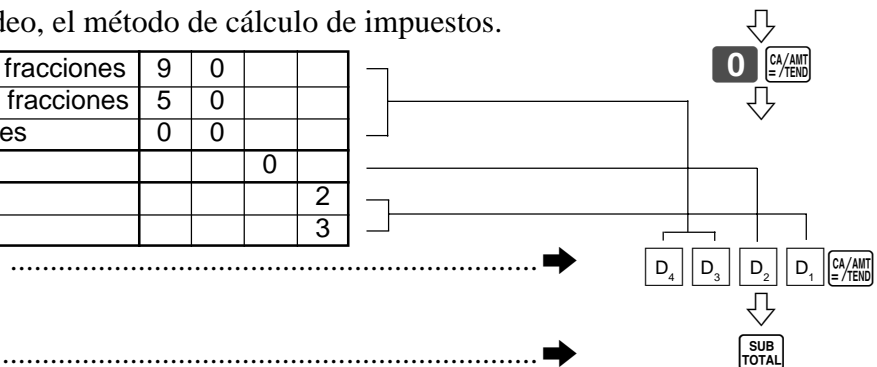 deo, el método de cálculo de impuestos.
fracciones 9 0
fracciones 5 0
es 0 0
0
2
3
0 CA/AMT =/TEND
D4 D3 D2 D1 CA/AMT =/TEND
SUB TOTAL